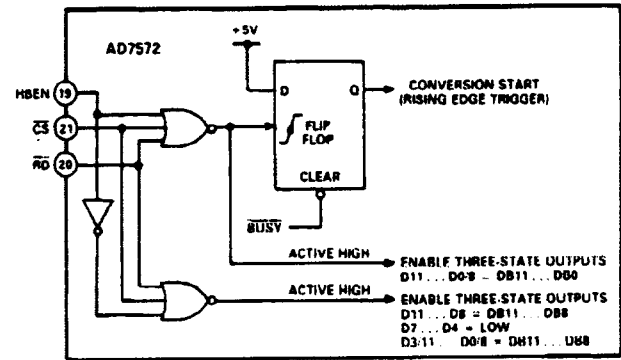 AD7572
+5V
HBEN 19
CS 21
RD 20
D
Q
FLIP
FLOP
CLEAR
BUSY
CONVERSION START
(RISING EDGE TRIGGER)
ACTIVE HIGH
ENABLE THREE-STATE OUTPUTS
D11 . . . D0/8 = DB11 . . . DB0
ACTIVE HIGH
ENABLE THREE-STATE OUTPUTS
D11 . . . D8 = DB11 . . . DB8
D7 . . . D4 = LOW
D3/11 . . . D0/8 = DB11 . . . DB8